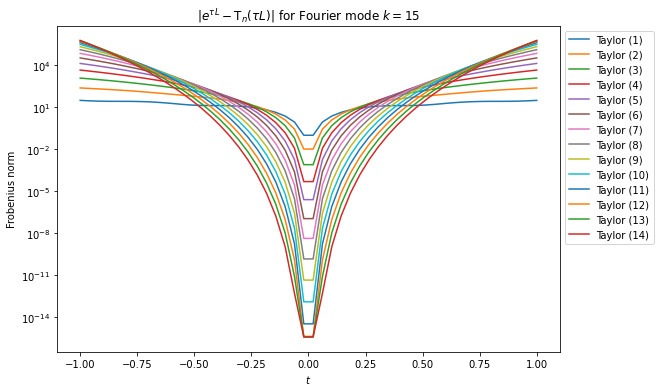 |e^{τL} − T_n(τL)| for Fourier mode k = 15
Frobenius norm
10^4
10^1
10^{−2}
10^{−5}
10^{−8}
10^{−11}
10^{−14}
−1.00 −0.75 −0.50 −0.25 0.00 0.25 0.50 0.75 1.00
t
Taylor (1)
Taylor (2)
Taylor (3)
Taylor (4)
Taylor (5)
Taylor (6)
Taylor (7)
Taylor (8)
Taylor (9)
Taylor (10)
Taylor (11)
Taylor (12)
Taylor (13)
Taylor (14)